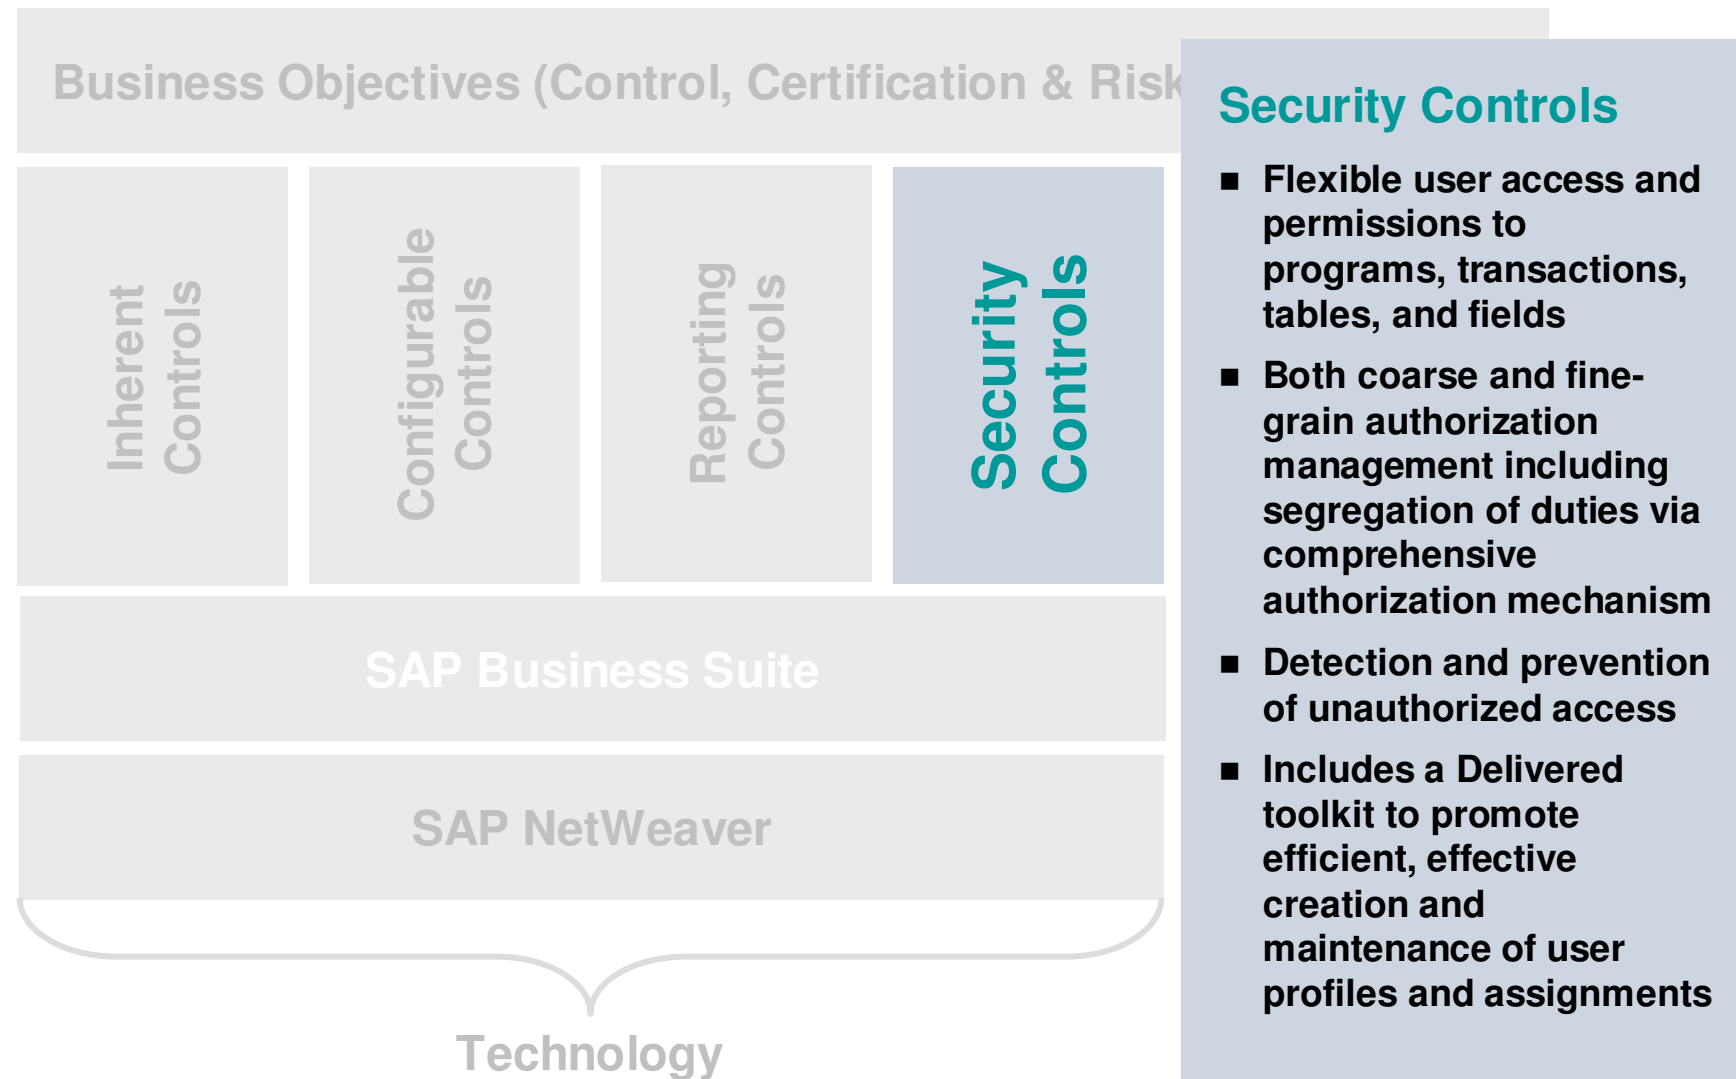 Business Objectives (Control, Certification & Risk
Inherent
Controls
Configurable
Controls
Reporting
Controls
Security
Controls
SAP Business Suite
SAP NetWeaver
Technology
Security Controls
■ Flexible user access and
permissions to
programs, transactions,
tables, and fields
■ Both coarse and fine-
grain authorization
management including
segregation of duties via
comprehensive
authorization mechanism
■ Detection and prevention
of unauthorized access
■ Includes a Delivered
toolkit to promote
efficient, effective
creation and
maintenance of user
profiles and assignments